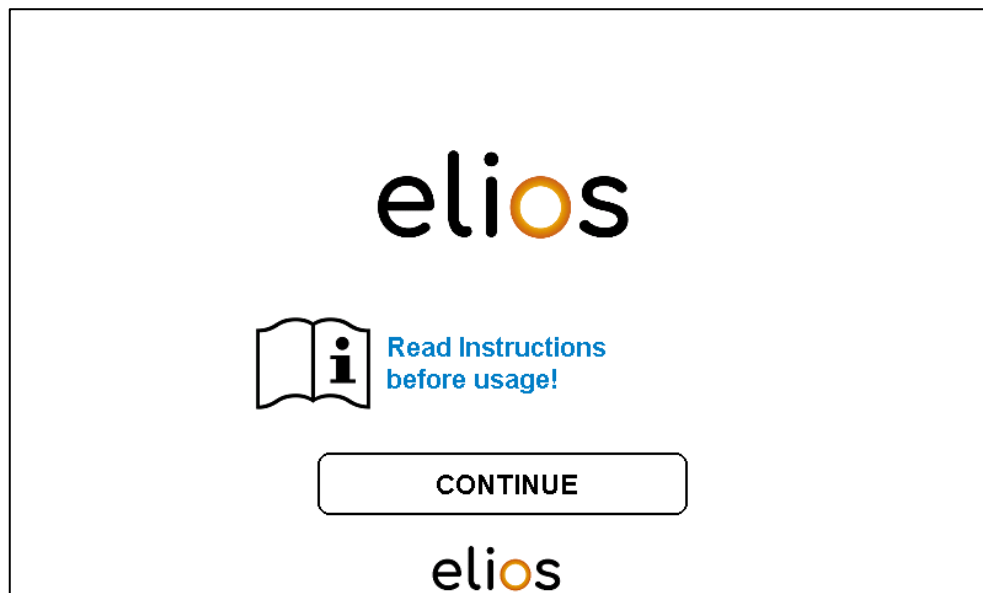 elios
Read Instructions
before usage!
CONTINUE
elios